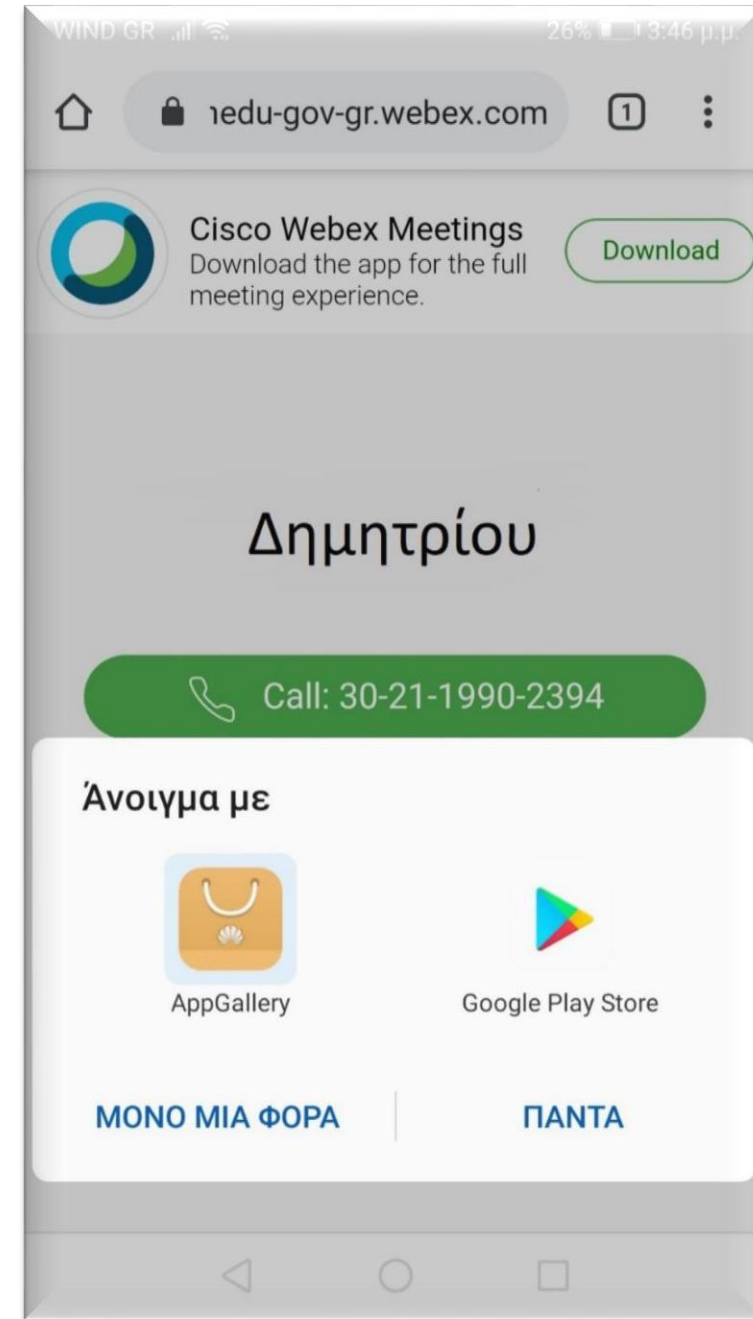 WIND GR 26% 3:46 μ.μ.
nedu-gov-gr.webex.com 1
Cisco Webex Meetings
Download the app for the full
meeting experience.
Download
Δημητρίου
Call: 30-21-1990-2394
Άνοιγμα με
AppGallery Google Play Store
ΜΟΝΟ ΜΙΑ ΦΟΡΑ ΠΑΝΤΑ